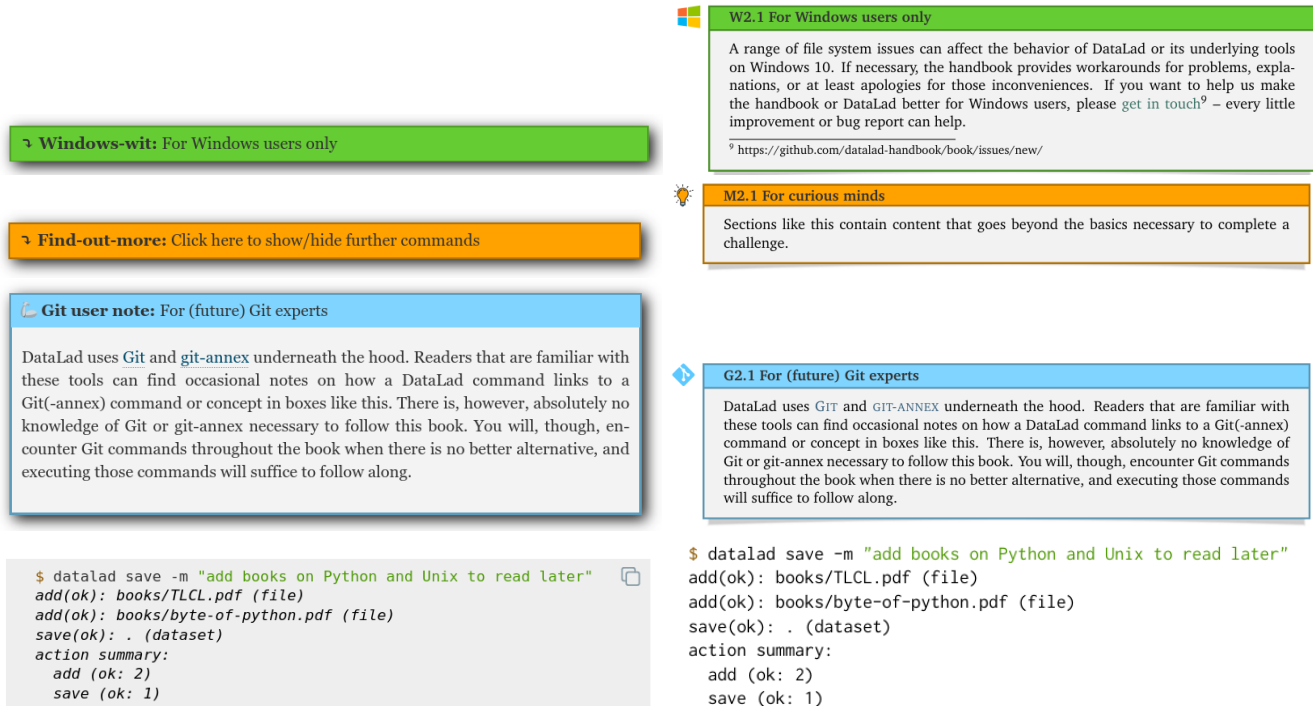 ↴ Windows-wit: For Windows users only
↴ Find-out-more: Click here to show/hide further commands
Git user note: For (future) Git experts
DataLad uses Git and git-annex underneath the hood. Readers that are familiar with
these tools can find occasional notes on how a DataLad command links to a
Git(-annex) command or concept in boxes like this. There is, however, absolutely no
knowledge of Git or git-annex necessary to follow this book. You will, though, en-
counter Git commands throughout the book when there is no better alternative, and
executing those commands will suffice to follow along.
$ datalad save -m "add books on Python and Unix to read later"
add(ok): books/TLCL.pdf (file)
add(ok): books/byte-of-python.pdf (file)
save(ok): . (dataset)
action summary:
  add (ok: 2)
  save (ok: 1)
W2.1 For Windows users only
A range of file system issues can affect the behavior of DataLad or its underlying tools
on Windows 10. If necessary, the handbook provides workarounds for problems, expla-
nations, or at least apologies for those inconveniences. If you want to help us make
the handbook or DataLad better for Windows users, please get in touch⁹ – every little
improvement or bug report can help.
⁹ https://github.com/datalad-handbook/book/issues/new/
M2.1 For curious minds
Sections like this contain content that goes beyond the basics necessary to complete a
challenge.
G2.1 For (future) Git experts
DataLad uses GIT and GIT-ANNEX underneath the hood. Readers that are familiar with
these tools can find occasional notes on how a DataLad command links to a Git(-annex)
command or concept in boxes like this. There is, however, absolutely no knowledge of
Git or git-annex necessary to follow this book. You will, though, encounter Git commands
throughout the book when there is no better alternative, and executing those commands
will suffice to follow along.
$ datalad save -m "add books on Python and Unix to read later"
add(ok): books/TLCL.pdf (file)
add(ok): books/byte-of-python.pdf (file)
save(ok): . (dataset)
action summary:
  add (ok: 2)
  save (ok: 1)